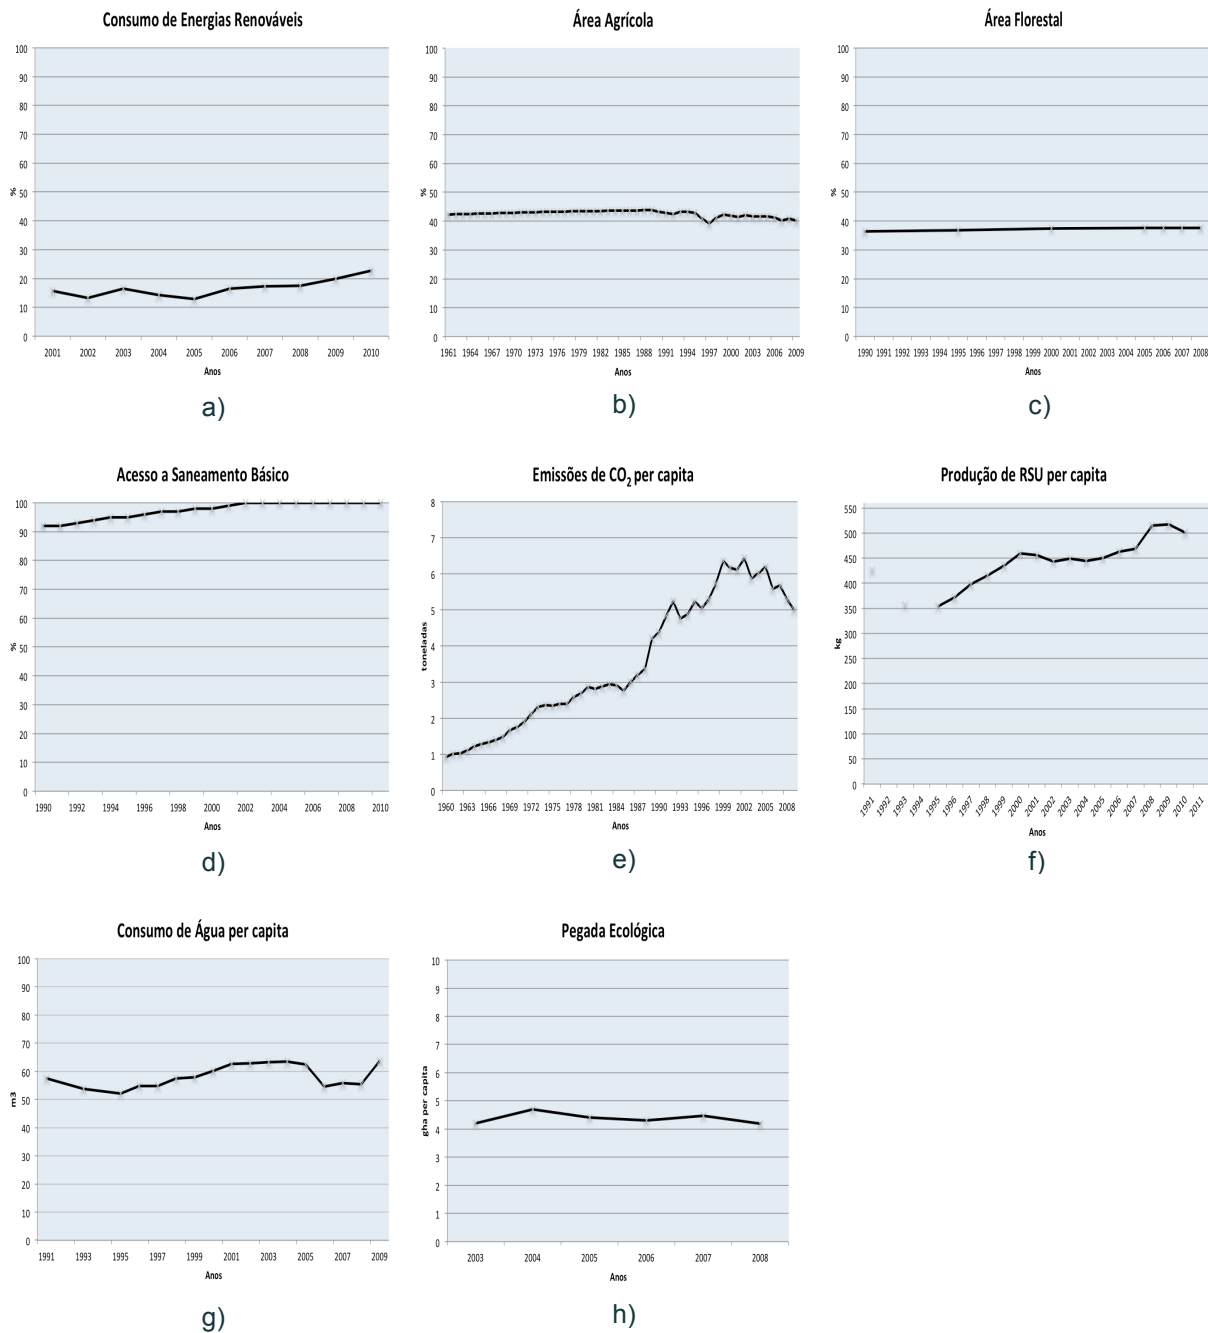 Consumo de Energias Renováveis
100
90
80
70
60
50
40
30
20
10
0
%
2001 2002 2003 2004 2005 2006 2007 2008 2009 2010
Anos
a)
Área Agrícola
100
90
80
70
60
50
40
30
20
10
0
%
1961 1964 1967 1970 1973 1976 1979 1982 1985 1988 1991 1994 1997 2000 2003 2006 2009
Anos
b)
Área Florestal
100
90
80
70
60
50
40
30
20
10
0
%
1990 1991 1992 1993 1994 1995 1996 1997 1998 1999 2000 2001 2002 2003 2004 2005 2006 2007 2008
Anos
c)
Acesso a Saneamento Básico
100
90
80
70
60
50
40
30
20
10
0
%
1990 1992 1994 1996 1998 2000 2002 2004 2006 2008 2010
Anos
d)
Emissões de CO2 per capita
8
7
6
5
4
3
2
1
0
toneladas
1960 1963 1966 1969 1972 1975 1978 1981 1984 1987 1990 1993 1996 1999 2002 2005 2008
Anos
e)
Produção de RSU per capita
550
500
450
400
350
300
250
200
150
100
50
0
kg
1991 1992 1993 1995 1996 1997 1998 1999 2000 2001 2002 2003 2004 2005 2006 2007 2008 2009 2010 2011
Anos
f)
Consumo de Água per capita
100
90
80
70
60
50
40
30
20
10
0
m3
1991 1993 1995 1997 1999 2001 2003 2005 2007 2009
Anos
g)
Pegada Ecológica
10
9
8
7
6
5
4
3
2
1
0
gha per capita
2003 2004 2005 2006 2007 2008
Anos
h)